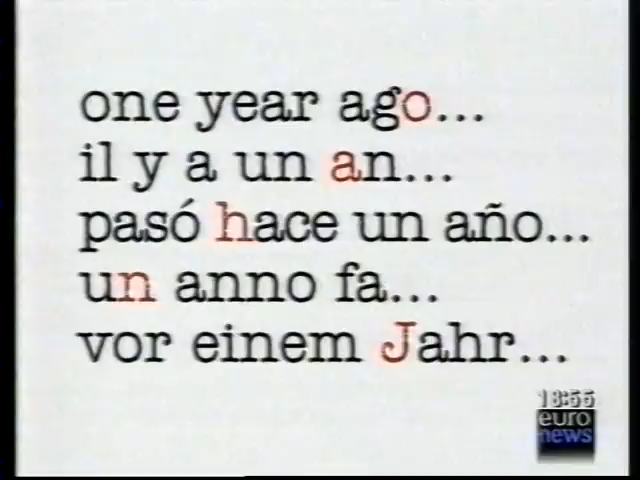 one year ago...
il y a un an...
pasó hace un año...
un anno fa...
vor einem Jahr...
18:55
euro
news